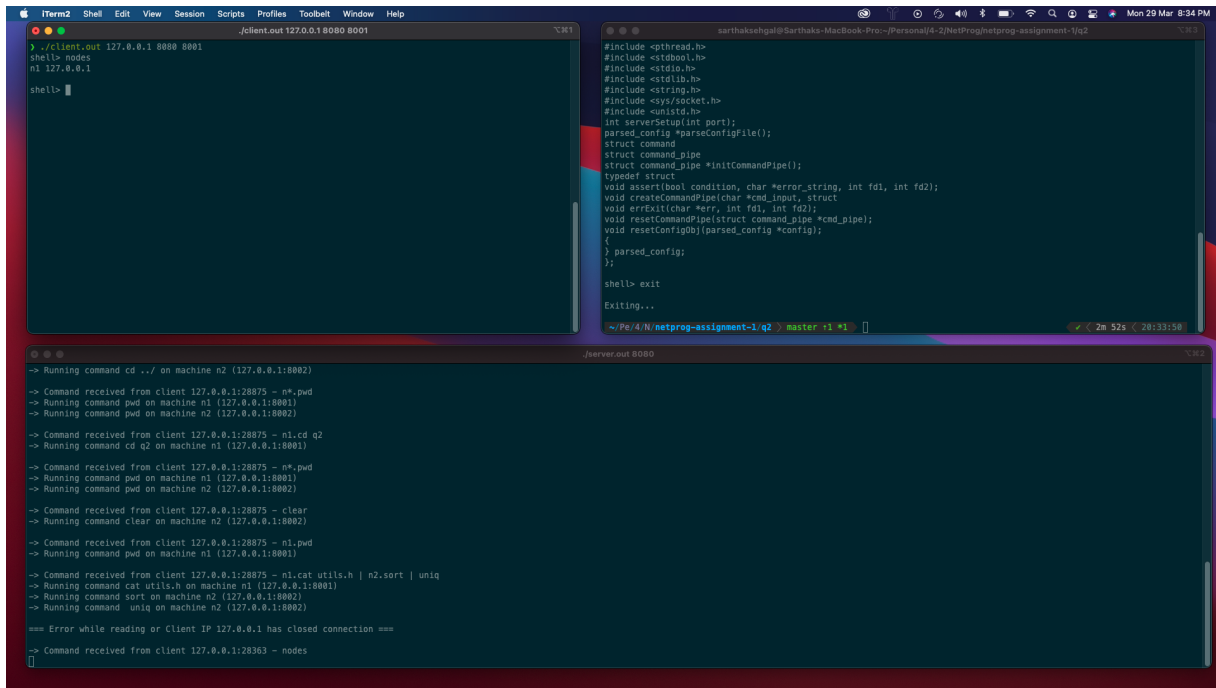 iTerm2 Shell Edit View Session Scripts Profiles Toolbelt Window Help Mon 29 Mar 8:34 PM
./client.out 127.0.0.1 8080 8001 ⌥⌘1
❯ ./client.out 127.0.0.1 8080 8001
shell> nodes
n1 127.0.0.1
shell>
sarthaksehgal@Sarthaks-MacBook-Pro:~/Personal/4-2/NetProg/netprog-assignment-1/q2 ⌥⌘3
#include <pthread.h>
#include <stdbool.h>
#include <stdio.h>
#include <stdlib.h>
#include <string.h>
#include <sys/socket.h>
#include <unistd.h>
int serverSetup(int port);
parsed_config *parseConfigFile();
struct command
struct command_pipe
struct command_pipe *initCommandPipe();
typedef struct
void assert(bool condition, char *error_string, int fd1, int fd2);
void createCommandPipe(char *cmd_input, struct
void errExit(char *err, int fd1, int fd2);
void resetCommandPipe(struct command_pipe *cmd_pipe);
void resetConfigObj(parsed_config *config);
{
} parsed_config;
};
shell> exit
Exiting...
~/Pe/4/N/netprog-assignment-1/q2 ❯ master ↑1 *1 ✔ 2m 52s 20:33:50
./server.out 8080 ⌥⌘2
-> Running command cd ../ on machine n2 (127.0.0.1:8002)
-> Command received from client 127.0.0.1:28875 - n*.pwd
-> Running command pwd on machine n1 (127.0.0.1:8001)
-> Running command pwd on machine n2 (127.0.0.1:8002)
-> Command received from client 127.0.0.1:28875 - n1.cd q2
-> Running command cd q2 on machine n1 (127.0.0.1:8001)
-> Command received from client 127.0.0.1:28875 - n*.pwd
-> Running command pwd on machine n1 (127.0.0.1:8001)
-> Running command pwd on machine n2 (127.0.0.1:8002)
-> Command received from client 127.0.0.1:28875 - clear
-> Running command clear on machine n2 (127.0.0.1:8002)
-> Command received from client 127.0.0.1:28875 - n1.pwd
-> Running command pwd on machine n1 (127.0.0.1:8001)
-> Command received from client 127.0.0.1:28875 - n1.cat utils.h | n2.sort | uniq
-> Running command cat utils.h on machine n1 (127.0.0.1:8001)
-> Running command sort on machine n2 (127.0.0.1:8002)
-> Running command  uniq on machine n2 (127.0.0.1:8002)
=== Error while reading or Client IP 127.0.0.1 has closed connection ===
-> Command received from client 127.0.0.1:28363 - nodes